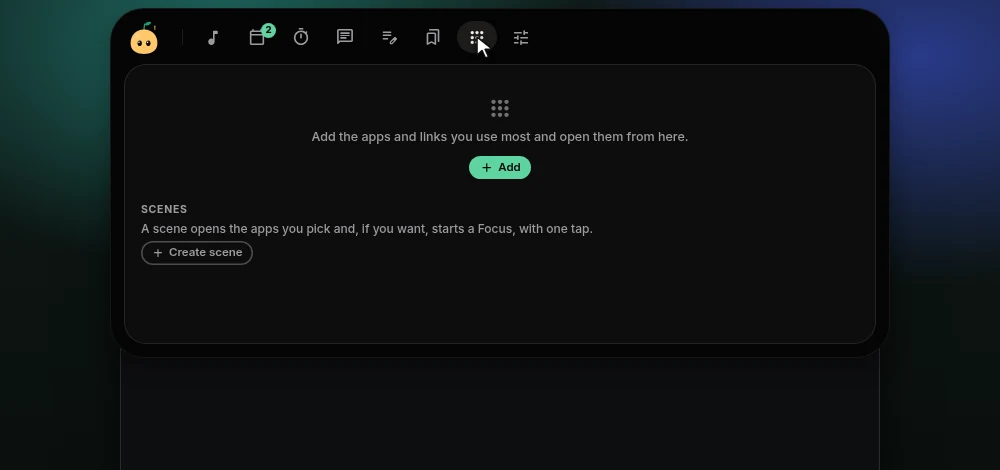 2
Add the apps and links you use most and open them from here.
+ Add
SCENES
A scene opens the apps you pick and, if you want, starts a Focus, with one tap.
+ Create scene